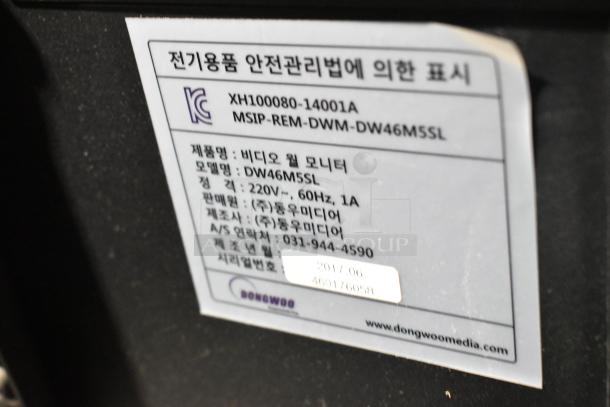 전기용품 안전관리법에 의한 표시
XH100080-14001A
MSIP-REM-DWM-DW46M5SL
제품명 : 비디오 월 모니터
모델명 : DW46M5SL
정 격 : 220V~, 60Hz, 1A
판매원 : (주)동우미디어
제조사 : (주)동우미디어
A/S 연락처 : 031-944-4590
제 조 년 월 : 2017.06
시리얼번호 :
DONGWOO
www.dongwoomedia.com